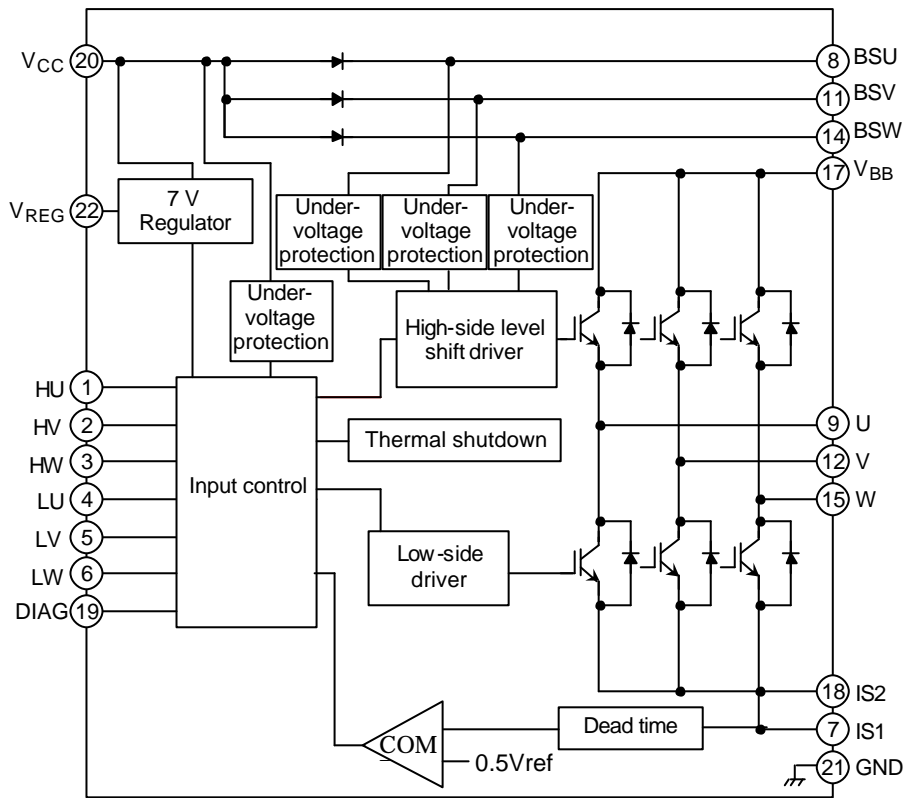 VCC 20
8 BSU
11 BSV
14 BSW
17 VBB
VREG 22
7 V
Regulator
Under-
voltage
protection
Under-
voltage
protection
Under-
voltage
protection
Under-
voltage
protection
High-side level
shift driver
HU 1
HV 2
HW 3
LU 4
LV 5
LW 6
DIAG 19
Input control
Thermal shutdown
Low-side
driver
9 U
12 V
15 W
18 IS2
7 IS1
21 GND
Dead time
COM
0.5Vref